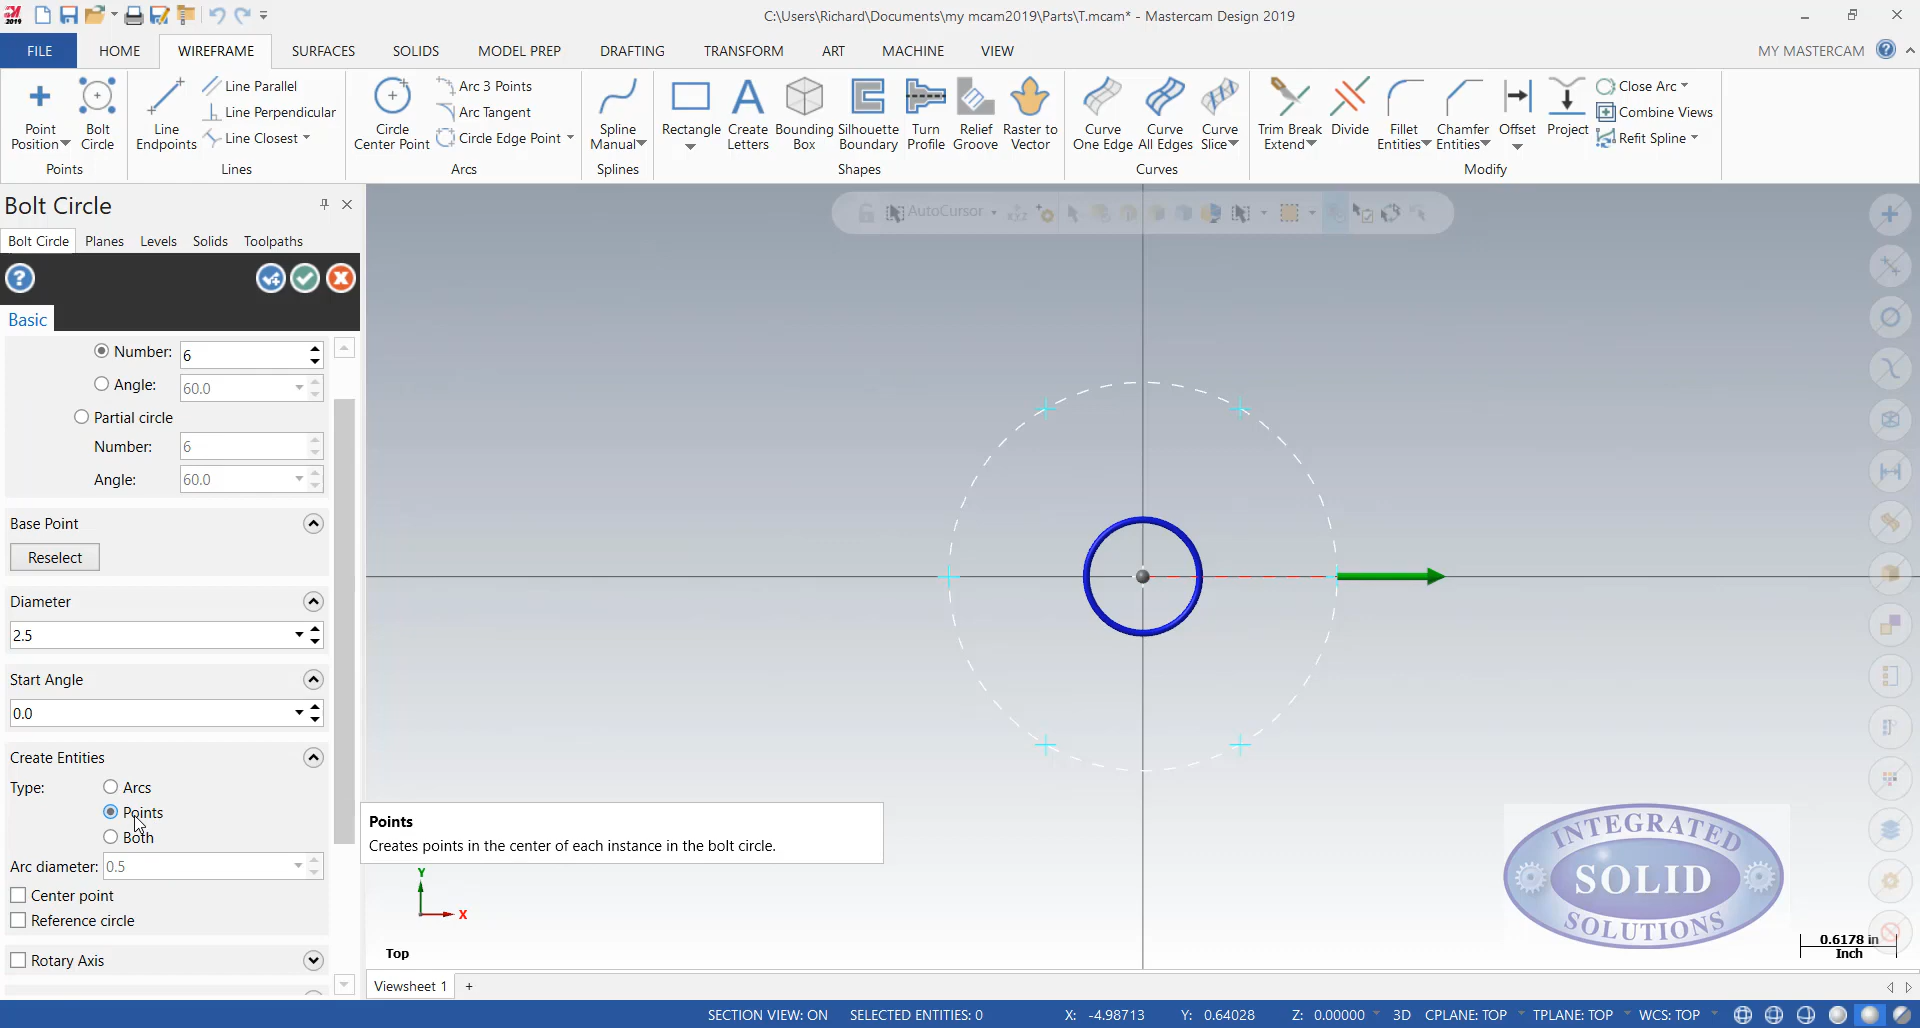 2019
C:\Users\Richard\Documents\my mcam2019\Parts\T.mcam* - Mastercam Design 2019
FILE HOME WIREFRAME SURFACES SOLIDS MODEL PREP DRAFTING TRANSFORM ART MACHINE VIEW MY MASTERCAM
Point Position
Bolt Circle
Points
Line Endpoints
Line Parallel
Line Perpendicular
Line Closest
Lines
Circle Center Point
Arc 3 Points
Arc Tangent
Circle Edge Point
Arcs
Spline Manual
Splines
Rectangle
Create Letters
Bounding Box
Silhouette Boundary
Turn Profile
Relief Groove
Raster to Vector
Shapes
Curve One Edge
Curve All Edges
Curve Slice
Curves
Trim Break Extend
Divide
Fillet Entities
Chamfer Entities
Offset
Project
Close Arc
Combine Views
Refit Spline
Modify
Bolt Circle
Bolt Circle Planes Levels Solids Toolpaths
Basic
Number: 6
Angle: 60.0
Partial circle
Number: 6
Angle: 60.0
Base Point
Reselect
Diameter
2.5
Start Angle
0.0
Create Entities
Type: Arcs
Points
Both
Arc diameter: 0.5
Center point
Reference circle
Rotary Axis
AutoCursor
Points
Creates points in the center of each instance in the bolt circle.
Y
X
Top
INTEGRATED
SOLID
SOLUTIONS
0.6178 in
Inch
Viewsheet 1 +
SECTION VIEW: ON SELECTED ENTITIES: 0 X: -4.98713 Y: 0.64028 Z: 0.00000 3D CPLANE: TOP TPLANE: TOP WCS: TOP